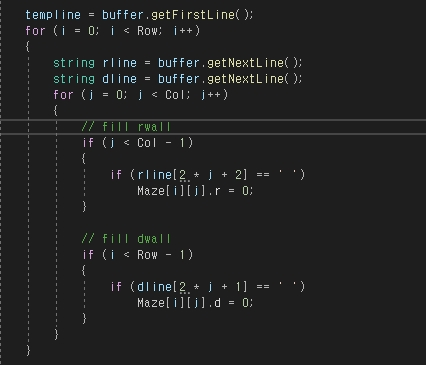 templine = buffer.getFirstLine();
for (i = 0; i < Row; i++)
{
string rline = buffer.getNextLine();
string dline = buffer.getNextLine();
for (j = 0; j < Col; j++)
{
// fill rwall
if (j < Col - 1)
{
if (rline[2 * j + 2] == ' ')
Maze[i][j].r = 0;
}
// fill dwall
if (i < Row - 1)
{
if (dline[2 * j + 1] == ' ')
Maze[i][j].d = 0;
}
}
}